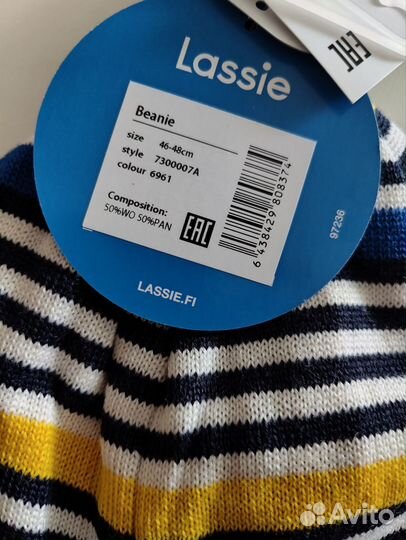 Lassie
Beanie
size 46-48cm
style 7300007A
colour 6961
Composition:
50%WO 50%PAN
EAC
6 438429 808374
97236
LASSIE.FI
EAC
Avito